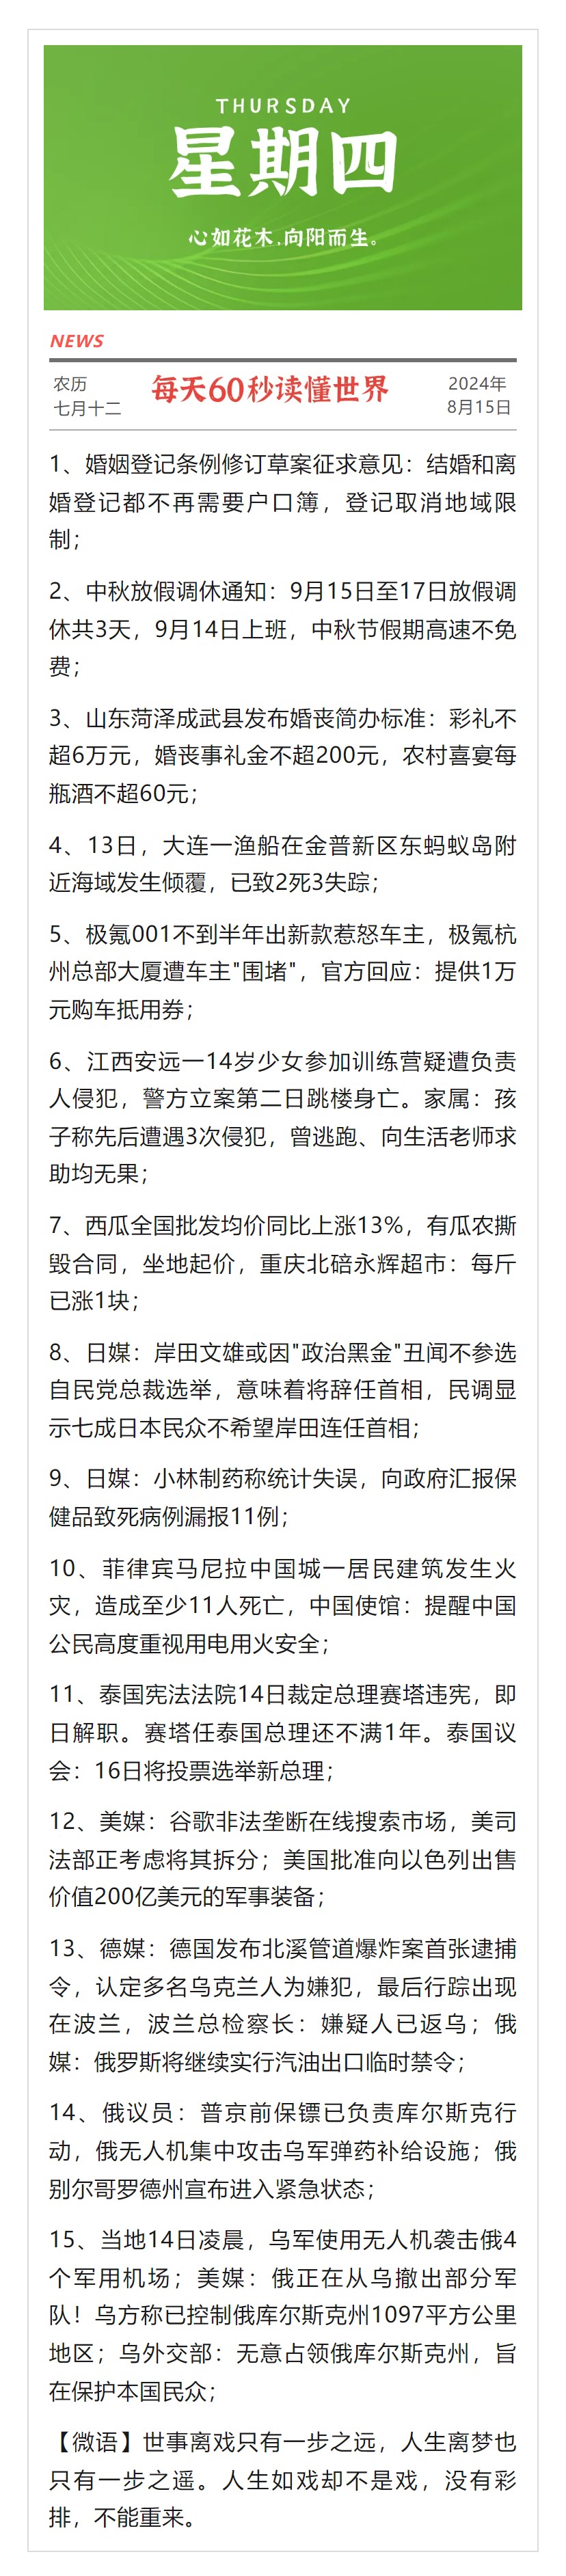 THURSDAY
星期四
心如花木,向阳而生。
NEWS
农历
七月十二
每天60秒读懂世界
2024年
8月15日
1、婚姻登记条例修订草案征求意见：结婚和离
婚登记都不再需要户口簿，登记取消地域限
制；
2、中秋放假调休通知：9月15日至17日放假调
休共3天，9月14日上班，中秋节假期高速不免
费；
3、山东菏泽成武县发布婚丧简办标准：彩礼不
超6万元，婚丧事礼金不超200元，农村喜宴每
瓶酒不超60元；
4、13日，大连一渔船在金普新区东蚂蚁岛附
近海域发生倾覆，已致2死3失踪；
5、极氪001不到半年出新款惹怒车主，极氪杭
州总部大厦遭车主"围堵"，官方回应：提供1万
元购车抵用券；
6、江西安远一14岁少女参加训练营疑遭负责
人侵犯，警方立案第二日跳楼身亡。家属：孩
子称先后遭遇3次侵犯，曾逃跑、向生活老师求
助均无果；
7、西瓜全国批发均价同比上涨13%，有瓜农撕
毁合同，坐地起价，重庆北碚永辉超市：每斤
已涨1块；
8、日媒：岸田文雄或因"政治黑金"丑闻不参选
自民党总裁选举，意味着将辞任首相，民调显
示七成日本民众不希望岸田连任首相；
9、日媒：小林制药称统计失误，向政府汇报保
健品致死病例漏报11例；
10、菲律宾马尼拉中国城一居民建筑发生火
灾，造成至少11人死亡，中国使馆：提醒中国
公民高度重视用电用火安全；
11、泰国宪法法院14日裁定总理赛塔违宪，即
日解职。赛塔任泰国总理还不满1年。泰国议
会：16日将投票选举新总理；
12、美媒：谷歌非法垄断在线搜索市场，美司
法部正考虑将其拆分；美国批准向以色列出售
价值200亿美元的军事装备；
13、德媒：德国发布北溪管道爆炸案首张逮捕
令，认定多名乌克兰人为嫌犯，最后行踪出现
在波兰，波兰总检察长：嫌疑人已返乌；俄
媒：俄罗斯将继续实行汽油出口临时禁令；
14、俄议员：普京前保镖已负责库尔斯克行
动，俄无人机集中攻击乌军弹药补给设施；俄
别尔哥罗德州宣布进入紧急状态；
15、当地14日凌晨，乌军使用无人机袭击俄4
个军用机场；美媒：俄正在从乌撤出部分军
队！乌方称已控制俄库尔斯克州1097平方公里
地区；乌外交部：无意占领俄库尔斯克州，旨
在保护本国民众；
【微语】世事离戏只有一步之远，人生离梦也
只有一步之遥。人生如戏却不是戏，没有彩
排，不能重来。